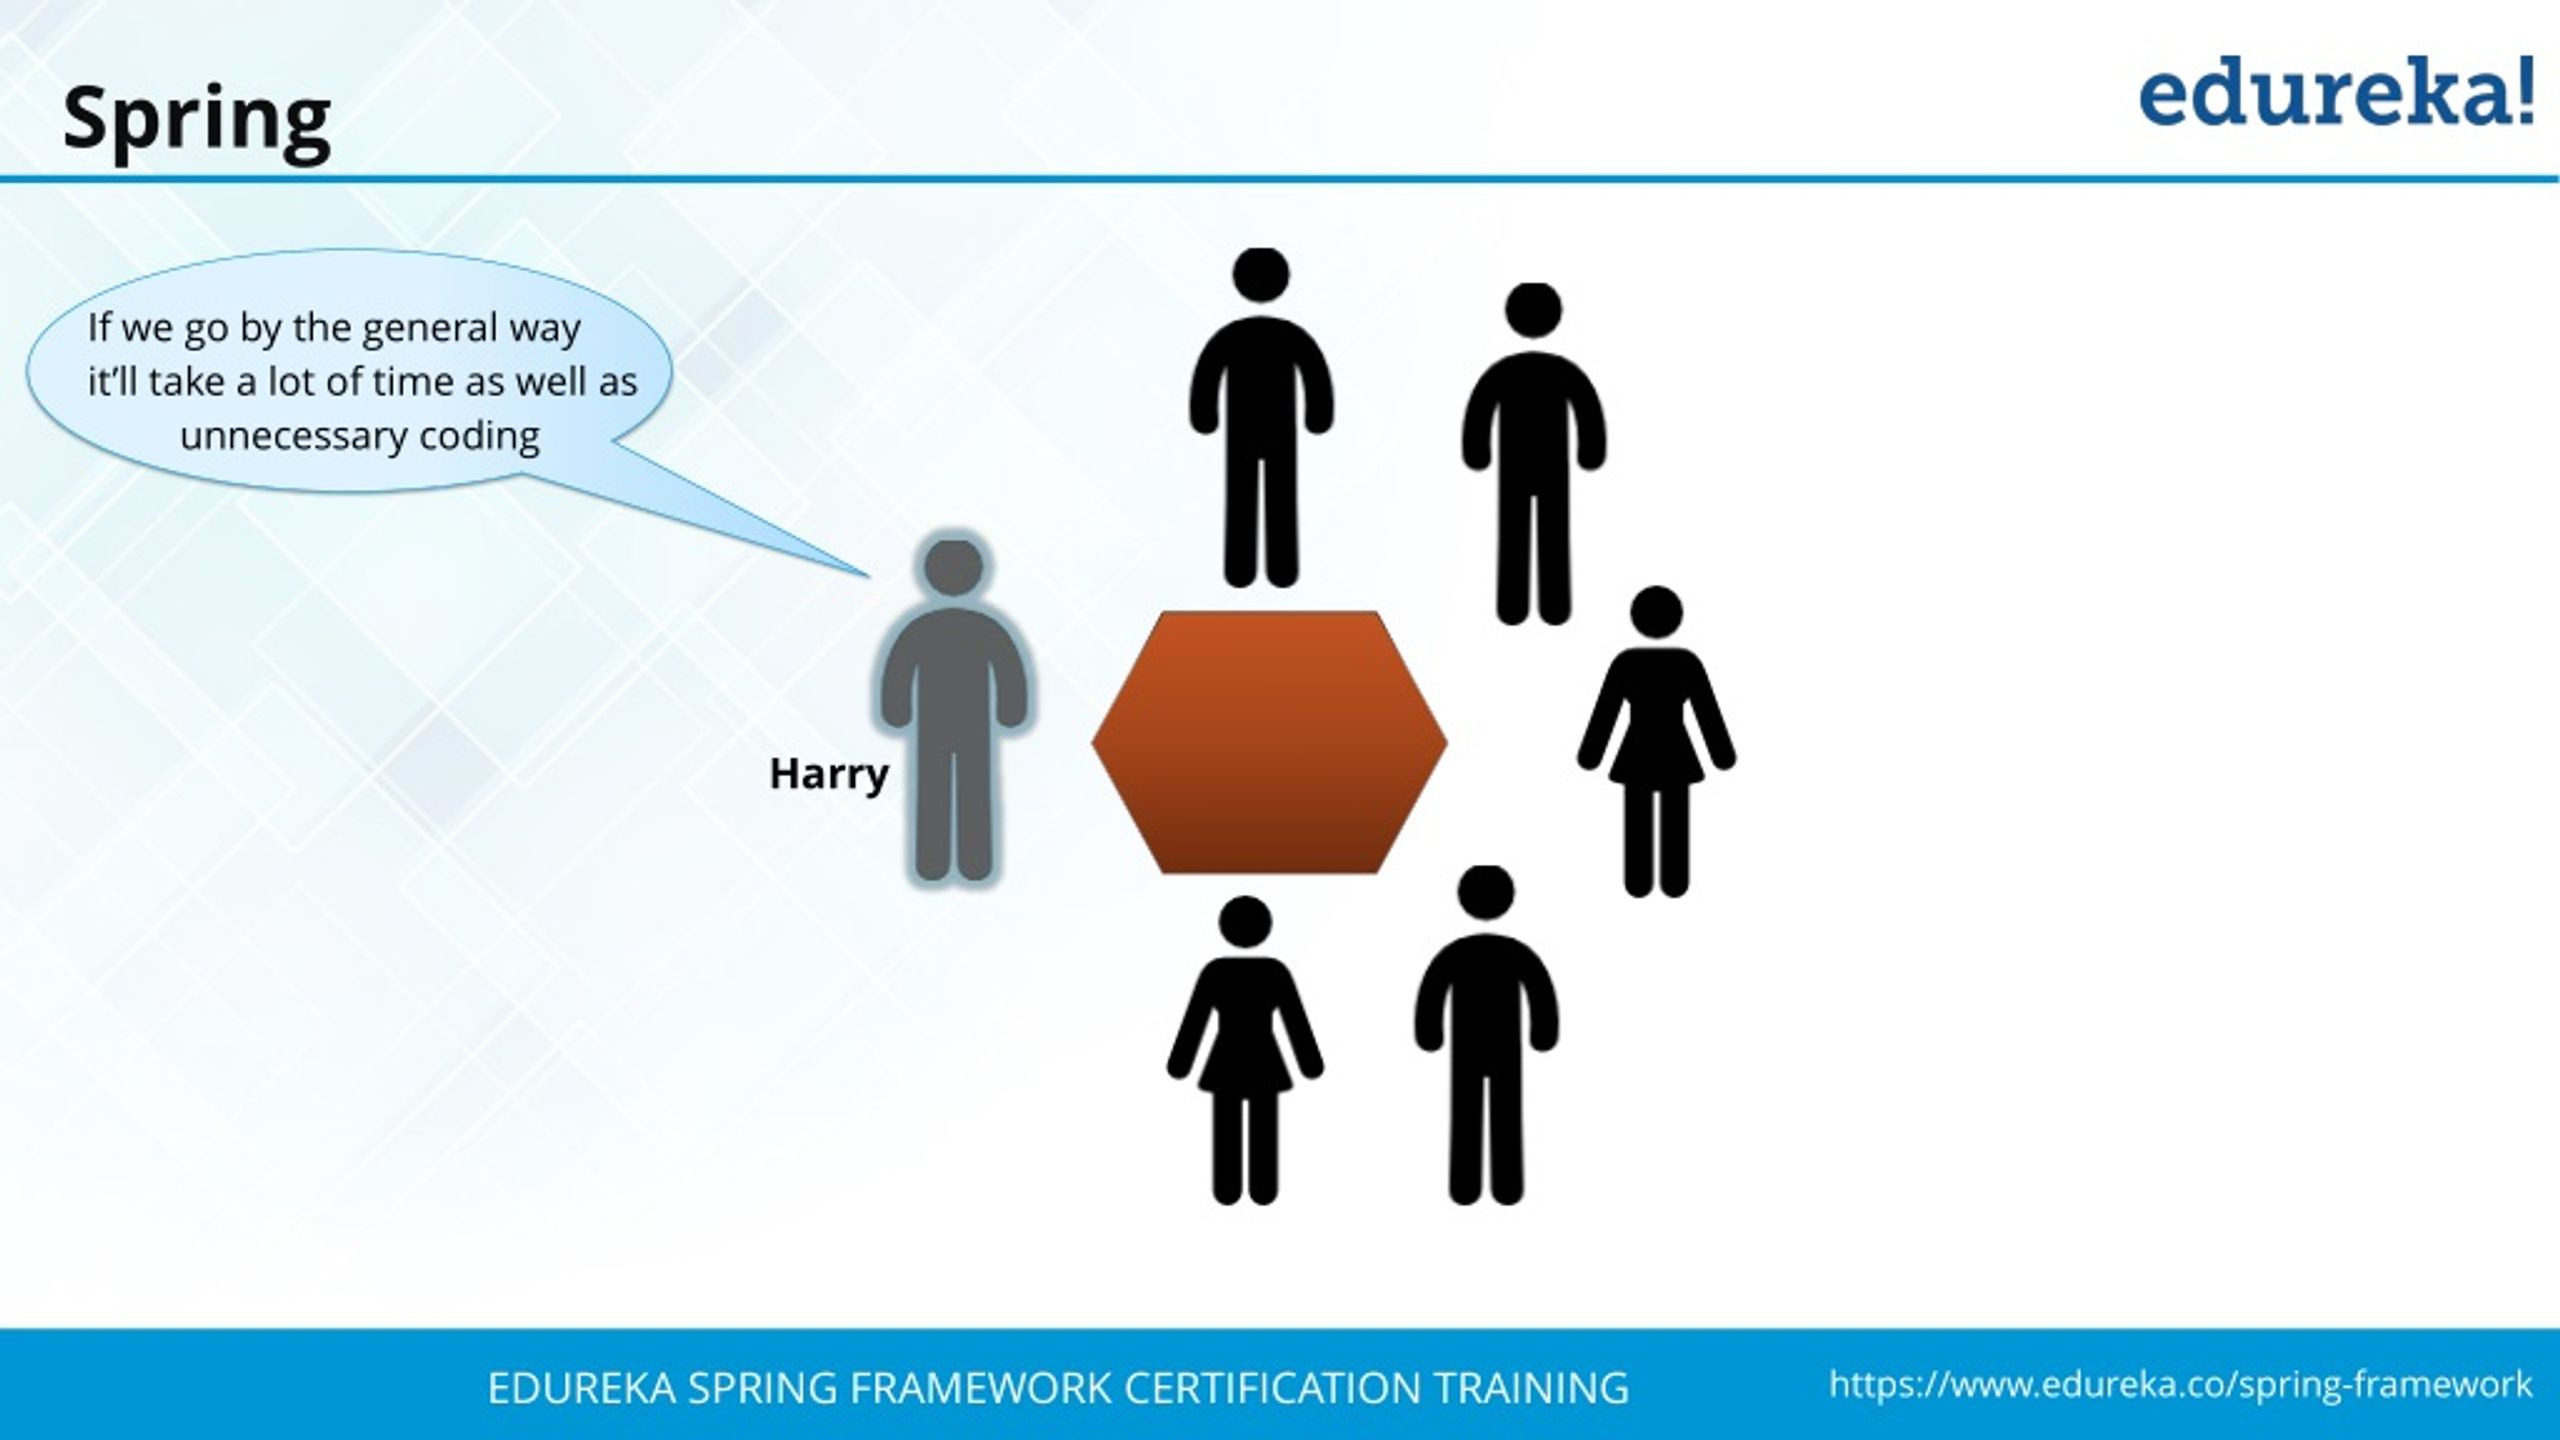 Spring
edureka!
If we go by the general way
it’ll take a lot of time as well as
unnecessary coding
Harry
EDUREKA SPRING FRAMEWORK CERTIFICATION TRAINING
https://www.edureka.co/spring-framework